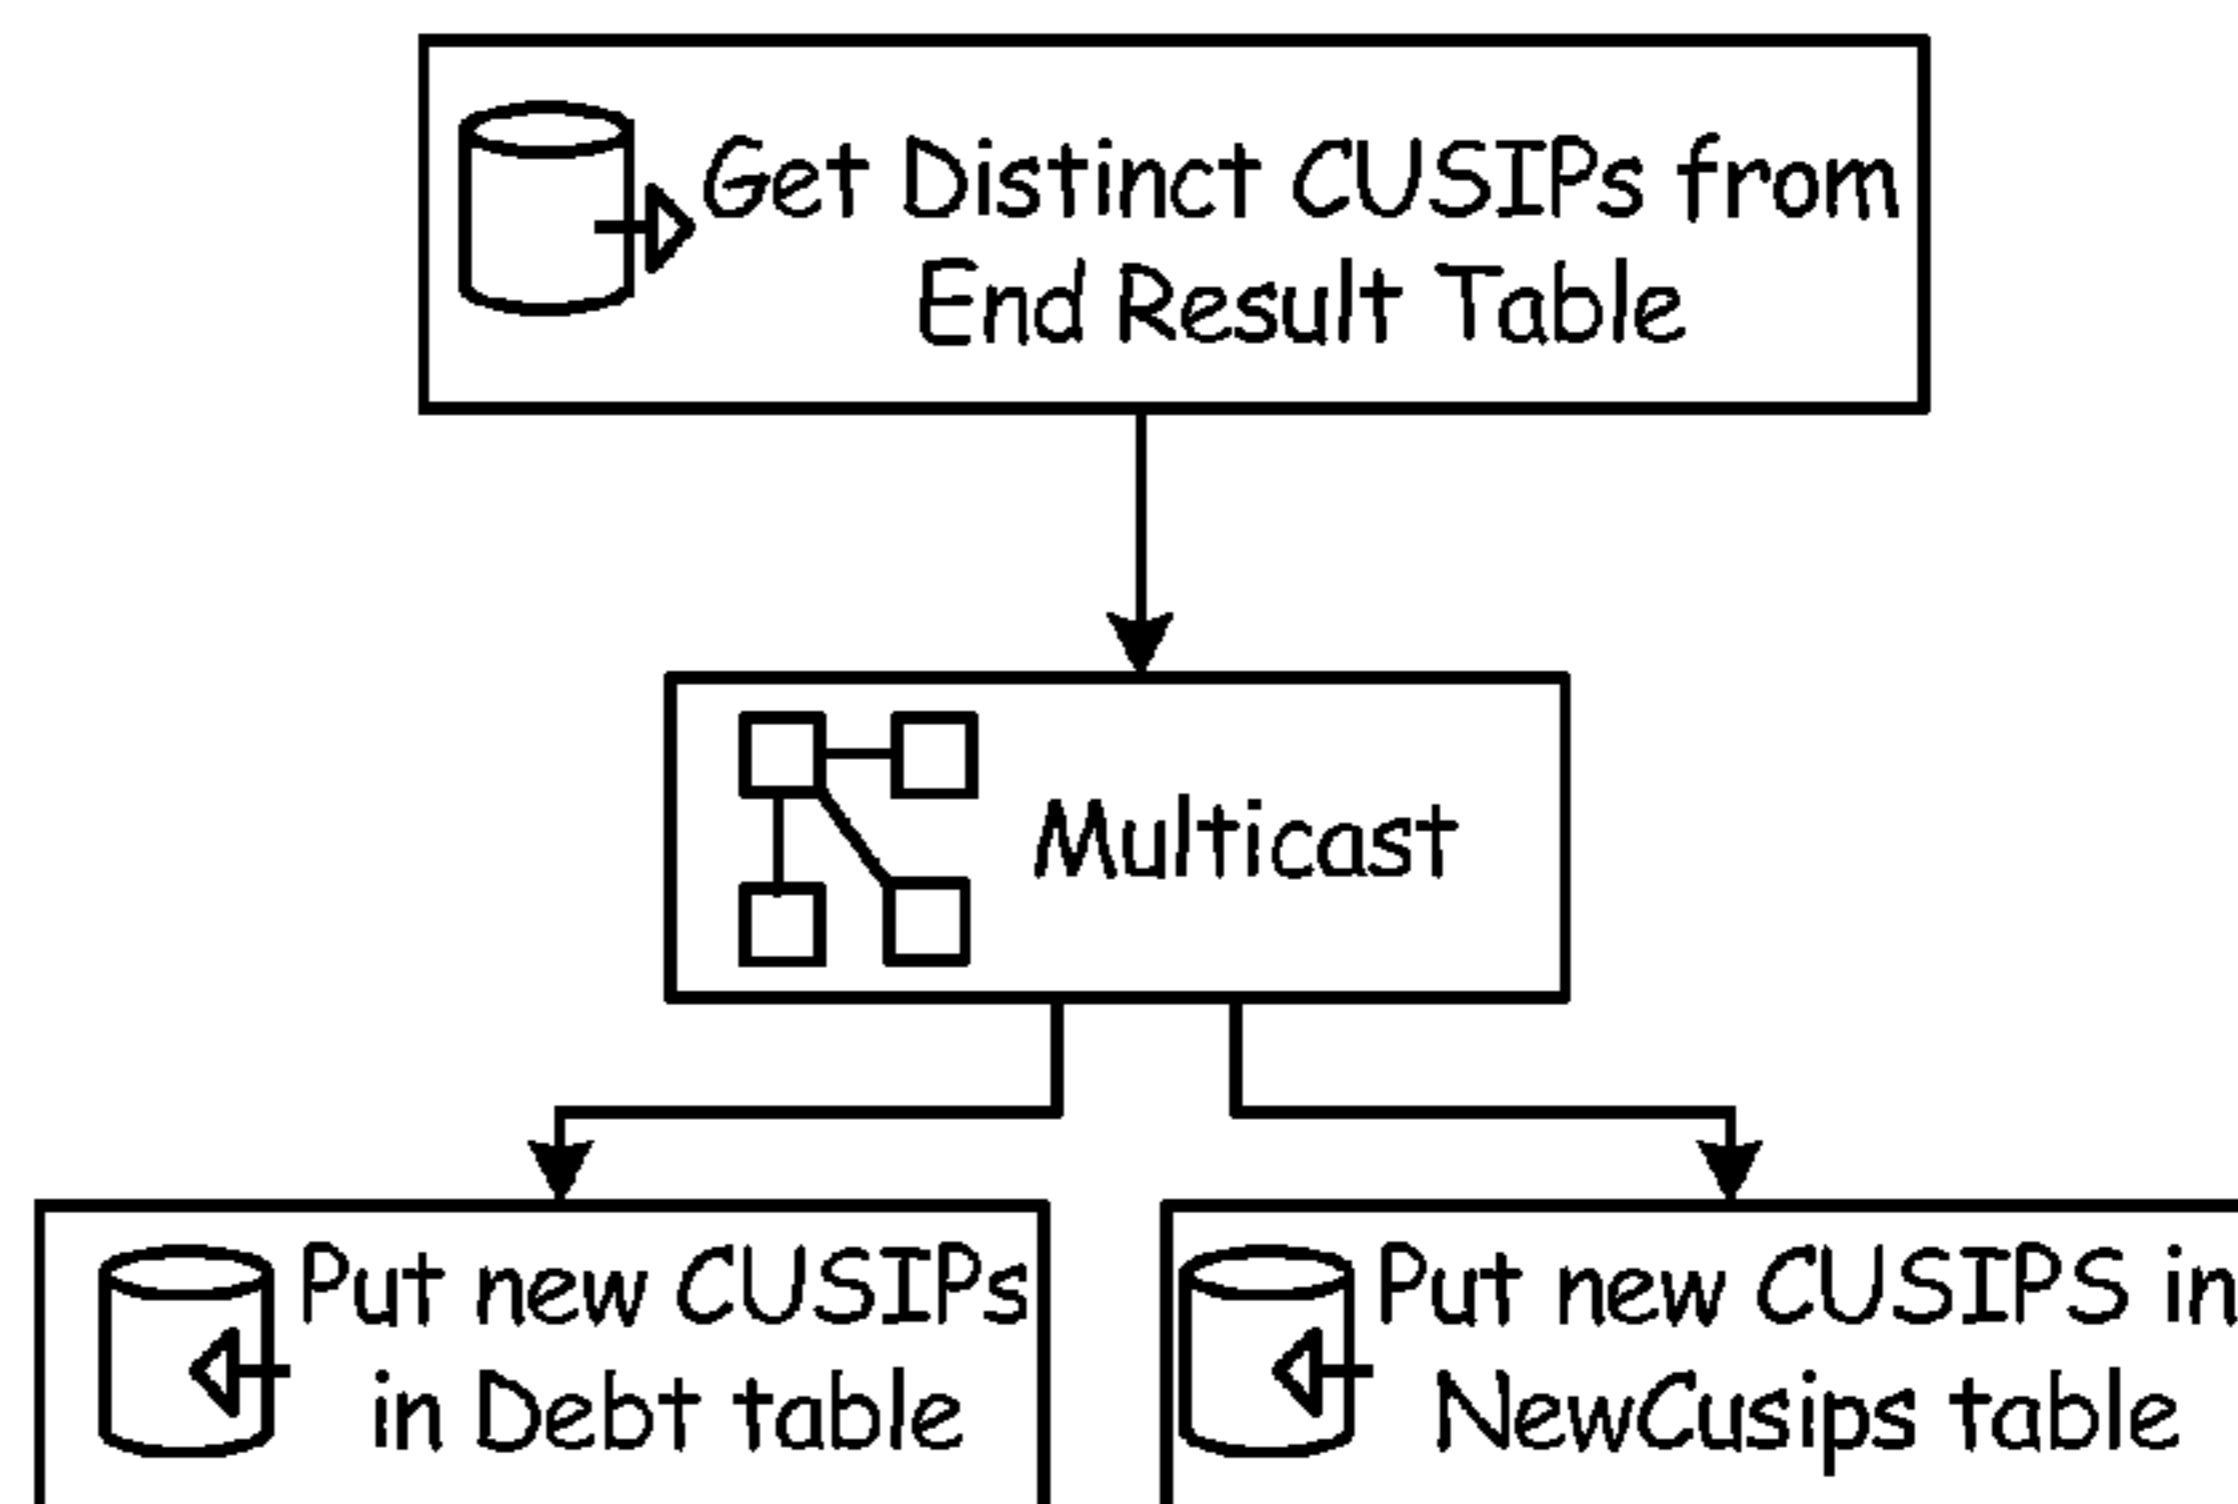 Get Distinct CUSIPs from
End Result Table
Multicast
Put new CUSIPs
in Debt table
Put new CUSIPS in
NewCusips table